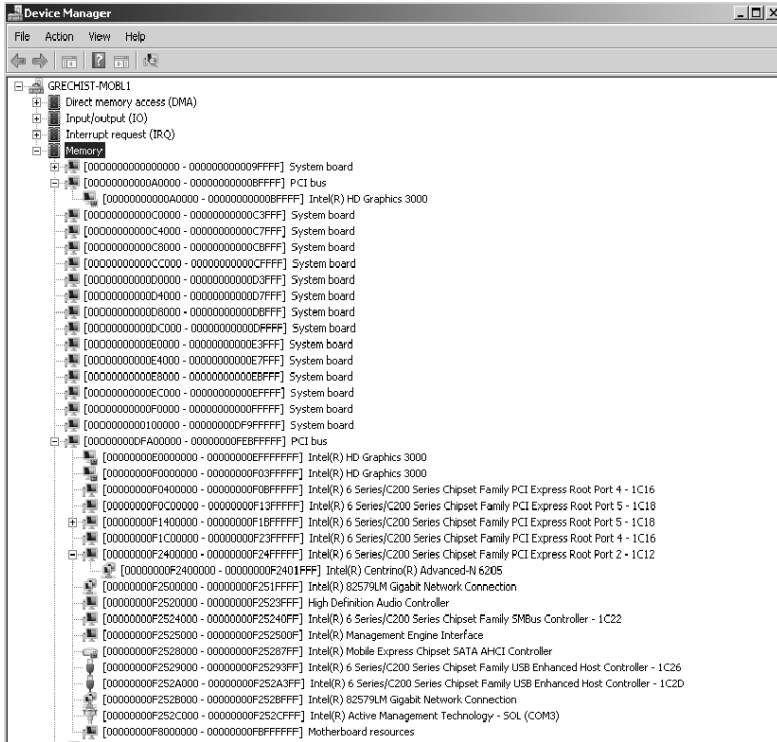 Device Manager
File Action View Help
GRECHIST-MOBL1
Direct memory access (DMA)
Input/output (IO)
Interrupt request (IRQ)
Memory
[0000000000000000 - 000000000009FFFF] System board
[00000000000A0000 - 00000000000BFFFF] PCI bus
[00000000000A0000 - 00000000000BFFFF] Intel(R) HD Graphics 3000
[00000000000C0000 - 00000000000C3FFF] System board
[00000000000C4000 - 00000000000C7FFF] System board
[00000000000C8000 - 00000000000CBFFF] System board
[00000000000CC000 - 00000000000CFFFF] System board
[00000000000D0000 - 00000000000D3FFF] System board
[00000000000D4000 - 00000000000D7FFF] System board
[00000000000D8000 - 00000000000DBFFF] System board
[00000000000DC000 - 00000000000DFFFF] System board
[00000000000E0000 - 00000000000E3FFF] System board
[00000000000E4000 - 00000000000E7FFF] System board
[00000000000E8000 - 00000000000EBFFF] System board
[00000000000EC000 - 00000000000EFFFF] System board
[00000000000F0000 - 00000000000FFFFF] System board
[0000000000100000 - 00000000DF9FFFFF] System board
[00000000DFA00000 - 00000000FEBFFFFF] PCI bus
[00000000E0000000 - 00000000EFFFFFFF] Intel(R) HD Graphics 3000
[00000000F0000000 - 00000000F03FFFFF] Intel(R) HD Graphics 3000
[00000000F0400000 - 00000000F0BFFFFF] Intel(R) 6 Series/C200 Series Chipset Family PCI Express Root Port 4 - 1C16
[00000000F0C00000 - 00000000F13FFFFF] Intel(R) 6 Series/C200 Series Chipset Family PCI Express Root Port 5 - 1C18
[00000000F1400000 - 00000000F1BFFFFF] Intel(R) 6 Series/C200 Series Chipset Family PCI Express Root Port 5 - 1C18
[00000000F1C00000 - 00000000F23FFFFF] Intel(R) 6 Series/C200 Series Chipset Family PCI Express Root Port 4 - 1C16
[00000000F2400000 - 00000000F24FFFFF] Intel(R) 6 Series/C200 Series Chipset Family PCI Express Root Port 2 - 1C12
[00000000F2400000 - 00000000F2401FFF] Intel(R) Centrino(R) Advanced-N 6205
[00000000F2500000 - 00000000F251FFFF] Intel(R) 82579LM Gigabit Network Connection
[00000000F2520000 - 00000000F2523FFF] High Definition Audio Controller
[00000000F2524000 - 00000000F25240FF] Intel(R) 6 Series/C200 Series Chipset Family SMBus Controller - 1C22
[00000000F2525000 - 00000000F252500F] Intel(R) Management Engine Interface
[00000000F2528000 - 00000000F25287FF] Intel(R) Mobile Express Chipset SATA AHCI Controller
[00000000F2529000 - 00000000F25293FF] Intel(R) 6 Series/C200 Series Chipset Family USB Enhanced Host Controller - 1C26
[00000000F252A000 - 00000000F252A3FF] Intel(R) 6 Series/C200 Series Chipset Family USB Enhanced Host Controller - 1C2D
[00000000F252B000 - 00000000F252BFFF] Intel(R) 82579LM Gigabit Network Connection
[00000000F252C000 - 00000000F252CFFF] Intel(R) Active Management Technology - SOL (COM3)
[00000000F8000000 - 00000000FBFFFFFF] Motherboard resources